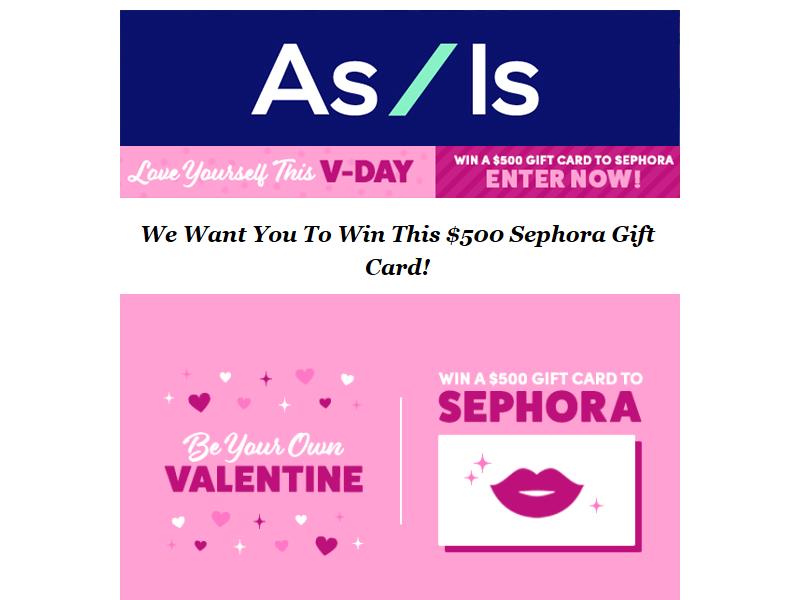 As/Is
Love Yourself This V-DAY
WIN A $500 GIFT CARD TO SEPHORA
ENTER NOW!
We Want You To Win This $500 Sephora Gift
Card!
Be Your Own
VALENTINE
WIN A $500 GIFT CARD TO
SEPHORA